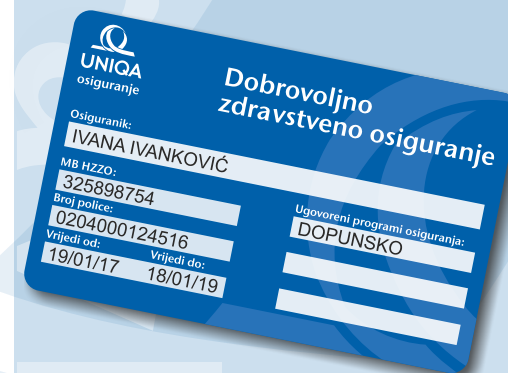 UNIQA
osiguranje
Dobrovoljno
zdravstveno osiguranje
Osiguranik:
IVANA IVANKOVIĆ
MB HZZO:
325898754
Broj police:
0204000124516
Vrijedi od: Vrijedi do:
19/01/17 18/01/19
Ugovoreni programi osiguranja:
DOPUNSKO